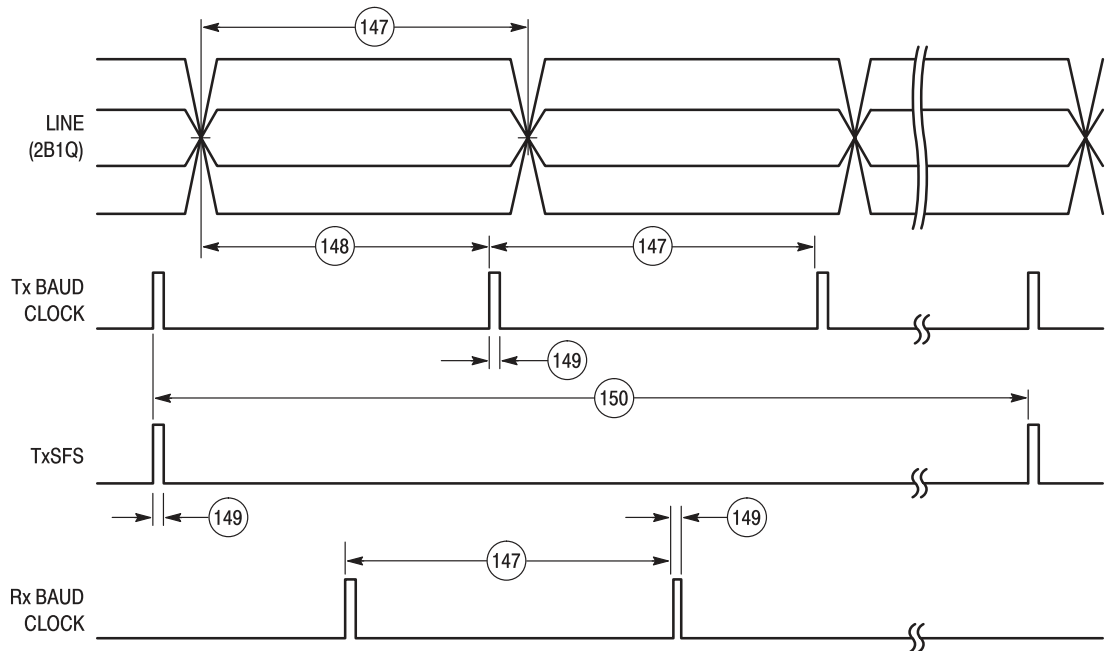 147
LINE
(2B1Q)
148
147
Tx BAUD
CLOCK
149
150
TxSFS
149
149
147
Rx BAUD
CLOCK